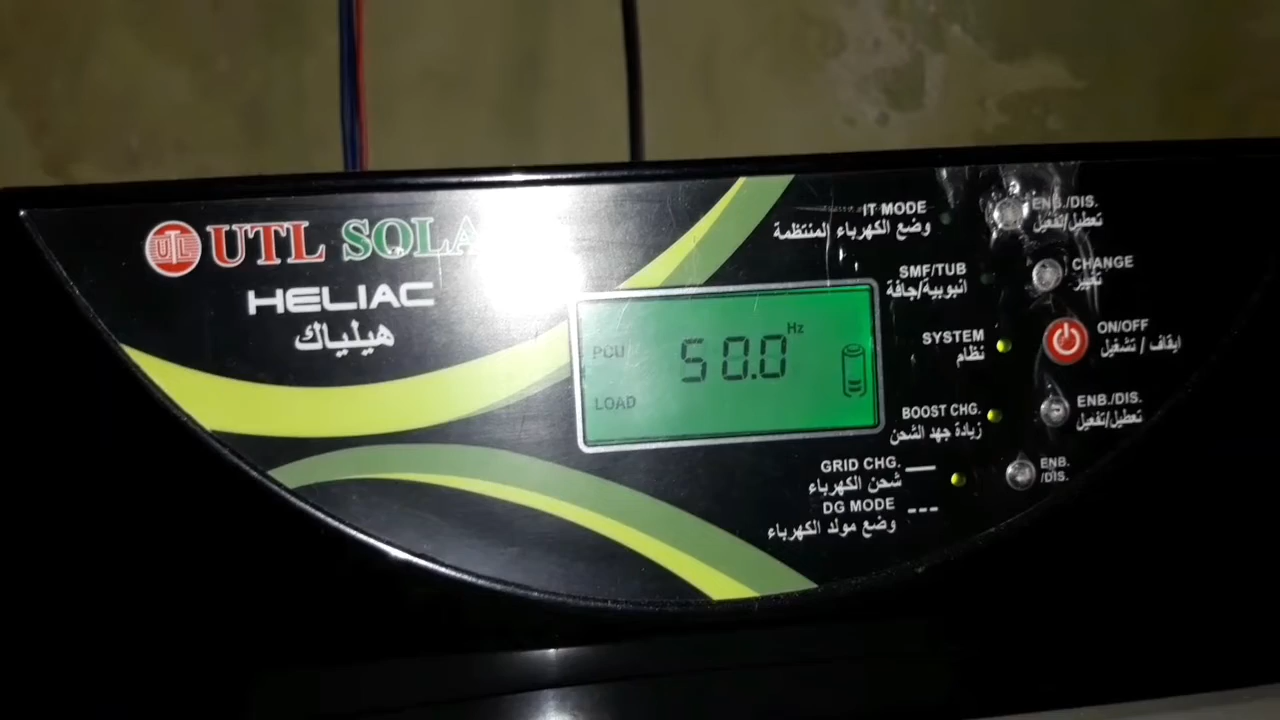 UTL UTL SOLA
HELIAC
هيلياك
IT MODE
وضع الكهرباء المنتظمة
ENB./DIS.
تعطيل/تفعيل
SMF/TUB
انبوبية/جافة
CHANGE
تغيير
PCU 50.0 Hz
LOAD
SYSTEM
نظام
ON/OFF
ايقاف / تشغيل
BOOST CHG.
زيادة جهد الشحن
ENB./DIS.
تعطيل/تفعيل
GRID CHG.
شحن الكهرباء
DG MODE
وضع مولد الكهرباء
ENB.
/DIS.